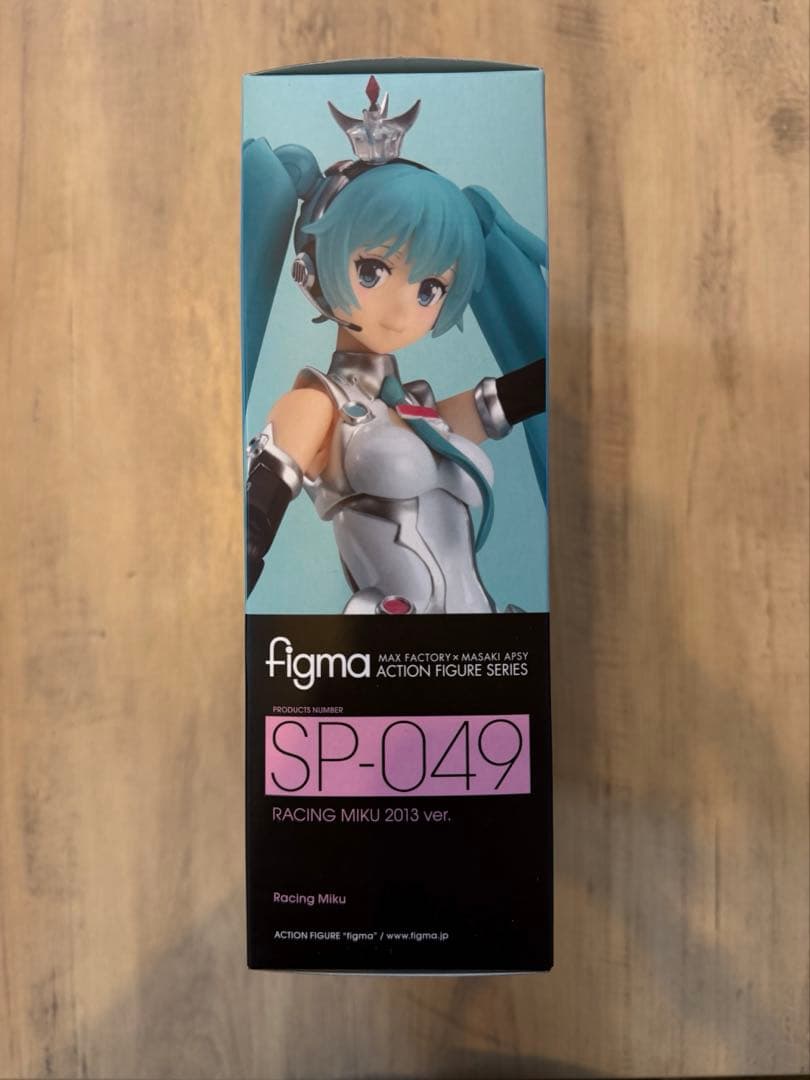 figma MAX FACTORY × MASAKI APSY
ACTION FIGURE SERIES
PRODUCTS NUMBER
SP-049
RACING MIKU 2013 ver.
Racing Miku
ACTION FIGURE "figma" / www.figma.jp